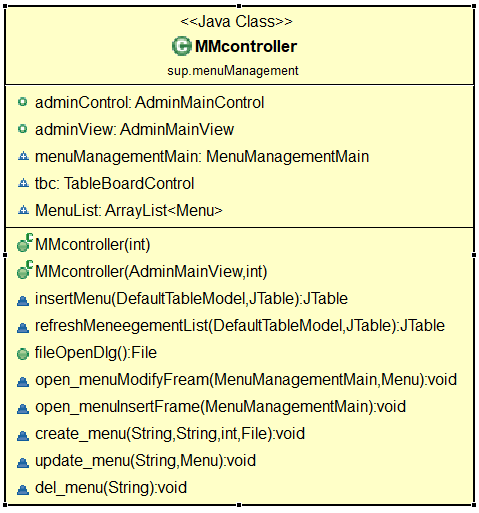 <<Java Class>>
MMcontroller
sup.menuManagement
adminControl: AdminMainControl
adminView: AdminMainView
menuManagementMain: MenuManagementMain
tbc: TableBoardControl
MenuList: ArrayList<Menu>
MMcontroller(int)
MMcontroller(AdminMainView,int)
insertMenu(DefaultTableModel,JTable):JTable
refreshMeneegementList(DefaultTableModel,JTable):JTable
fileOpenDlg():File
open_menuModifyFream(MenuManagementMain,Menu):void
open_menuInsertFrame(MenuManagementMain):void
create_menu(String,String,int,File):void
update_menu(String,Menu):void
del_menu(String):void